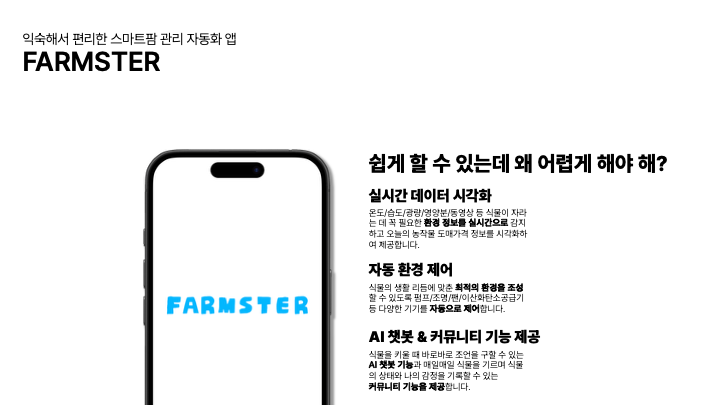 익숙해서 편리한 스마트팜 관리 자동화 앱
FARMSTER
FARMSTER
쉽게 할 수 있는데 왜 어렵게 해야 해?
실시간 데이터 시각화
온도/습도/광량/영양분/동영상 등 식물이 자라
는 데 꼭 필요한 환경 정보를 실시간으로 감지
하고 오늘의 농작물 도매가격 정보를 시각화하
여 제공합니다.
자동 환경 제어
식물의 생활 리듬에 맞춘 최적의 환경을 조성
할 수 있도록 펌프/조명/팬/이산화탄소공급기
등 다양한 기기를 자동으로 제어합니다.
AI 챗봇 & 커뮤니티 기능 제공
식물을 키울 때 바로바로 조언을 구할 수 있는
AI 챗봇 기능과 매일매일 식물을 기르며 식물
의 상태와 나의 감정을 기록할 수 있는
커뮤니티 기능을 제공합니다.